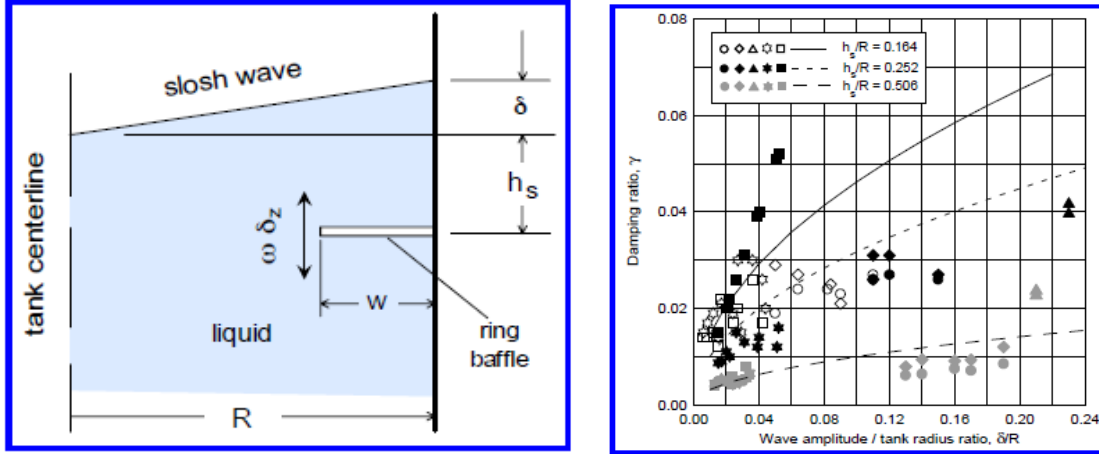 slosh wave
δ
tank centerline
h_s
ω δ_z
W
ring
baffle
liquid
R
0.08
h_s/R = 0.164
h_s/R = 0.252
h_s/R = 0.506
0.06
Damping ratio, γ
0.04
0.02
0
0.00 0.04 0.08 0.12 0.16 0.20 0.24
Wave amplitude / tank radius ratio, δ/R